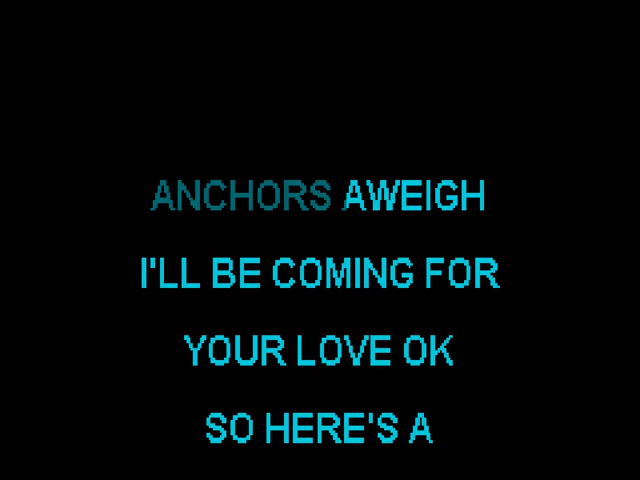 ANCHORS AWEIGH
I'LL BE COMING FOR
YOUR LOVE OK
SO HERE'S A